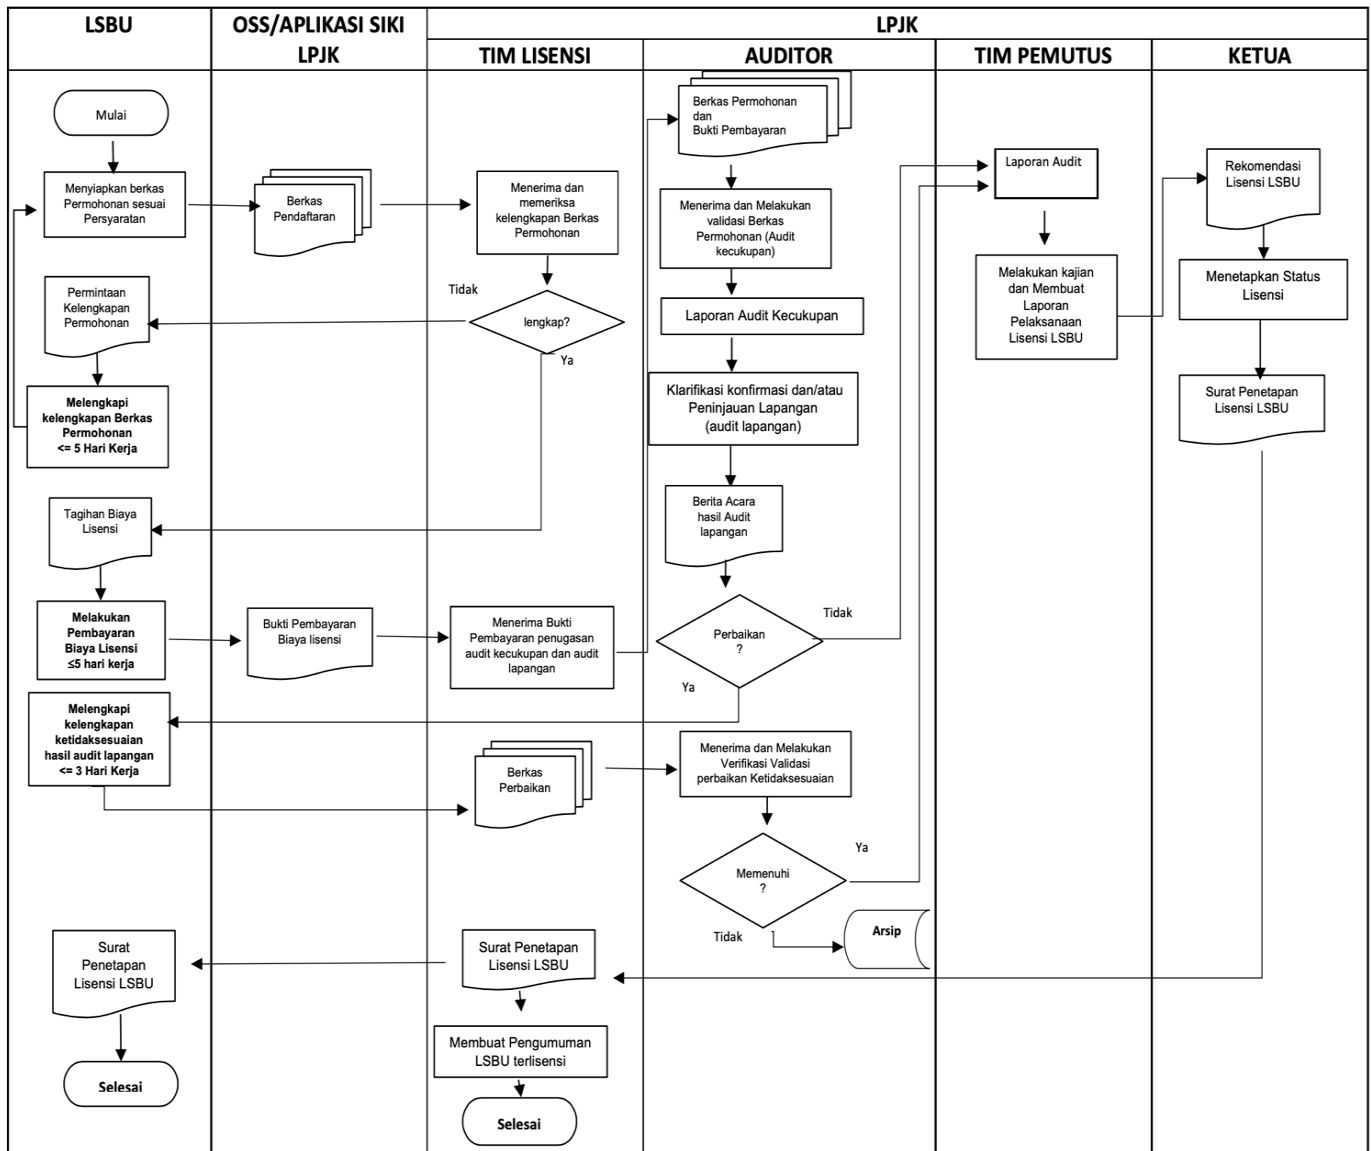 LSBU
OSS/APLIKASI SIKI
LPJK
LPJK
TIM LISENSI
AUDITOR
TIM PEMUTUS
KETUA
Mulai
Menyiapkan berkas
Permohonan sesuai
Persyaratan
Berkas
Pendaftaran
Menerima dan
memeriksa
kelengkapan Berkas
Permohonan
Berkas Permohonan
dan
Bukti Pembayaran
Menerima dan Melakukan
validasi Berkas
Permohonan (Audit
kecukupan)
Laporan Audit
Rekomendasi
Lisensi LSBU
Permintaan
Kelengkapan
Permohonan
Tidak
lengkap?
Ya
Laporan Audit Kecukupan
Melakukan kajian
dan Membuat
Laporan
Pelaksanaan
Lisensi LSBU
Menetapkan Status
Lisensi
Melengkapi
kelengkapan Berkas
Permohonan
<= 5 Hari Kerja
Klarifikasi konfirmasi dan/atau
Peninjauan Lapangan
(audit lapangan)
Surat Penetapan
Lisensi LSBU
Tagihan Biaya
Lisensi
Berita Acara
hasil Audit
lapangan
Melakukan
Pembayaran
Biaya Lisensi
≤5 hari kerja
Bukti Pembayaran
Biaya lisensi
Menerima Bukti
Pembayaran penugasan
audit kecukupan dan audit
lapangan
Perbaikan
?
Tidak
Ya
Melengkapi
kelengkapan
ketidaksesuaian
hasil audit lapangan
<= 3 Hari Kerja
Berkas
Perbaikan
Menerima dan Melakukan
Verifikasi Validasi
perbaikan Ketidaksesuaian
Memenuhi
?
Ya
Tidak
Arsip
Surat
Penetapan
Lisensi LSBU
Surat Penetapan
Lisensi LSBU
Membuat Pengumuman
LSBU terlisensi
Selesai
Selesai